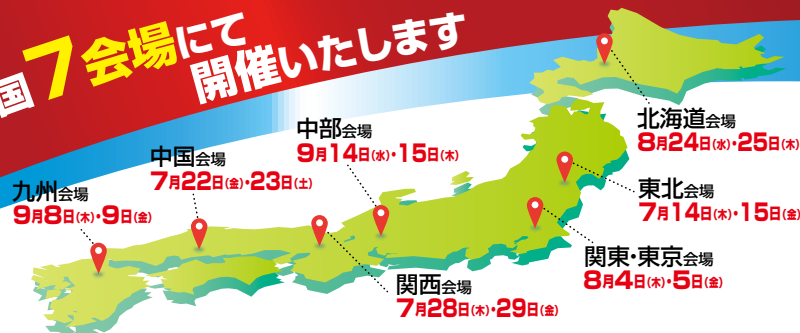 国7会場にて
開催いたします
北海道会場
8月24日(水)・25日(木)
中部会場
9月14日(水)・15日(木)
中国会場
7月22日(金)・23日(土)
東北会場
7月14日(木)・15日(金)
九州会場
9月8日(木)・9日(金)
関東・東京会場
8月4日(木)・5日(金)
関西会場
7月28日(木)・29日(金)